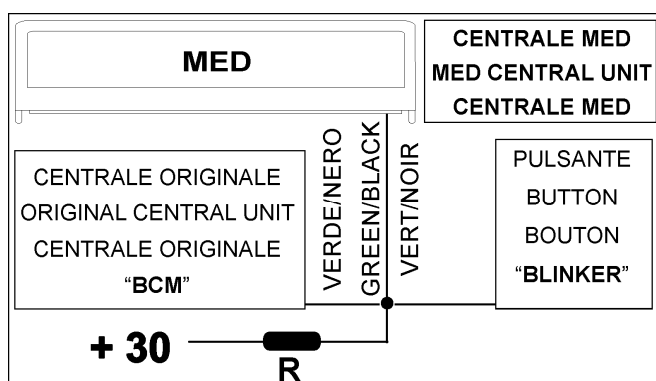 MED
CENTRALE MED
MED CENTRAL UNIT
CENTRALE MED
CENTRALE ORIGINALE
ORIGINAL CENTRAL UNIT
CENTRALE ORIGINALE
“BCM”
VERDE/NERO
GREEN/BLACK
VERT/NOIR
PULSANTE
BUTTON
BOUTON
“BLINKER”
+ 30
R